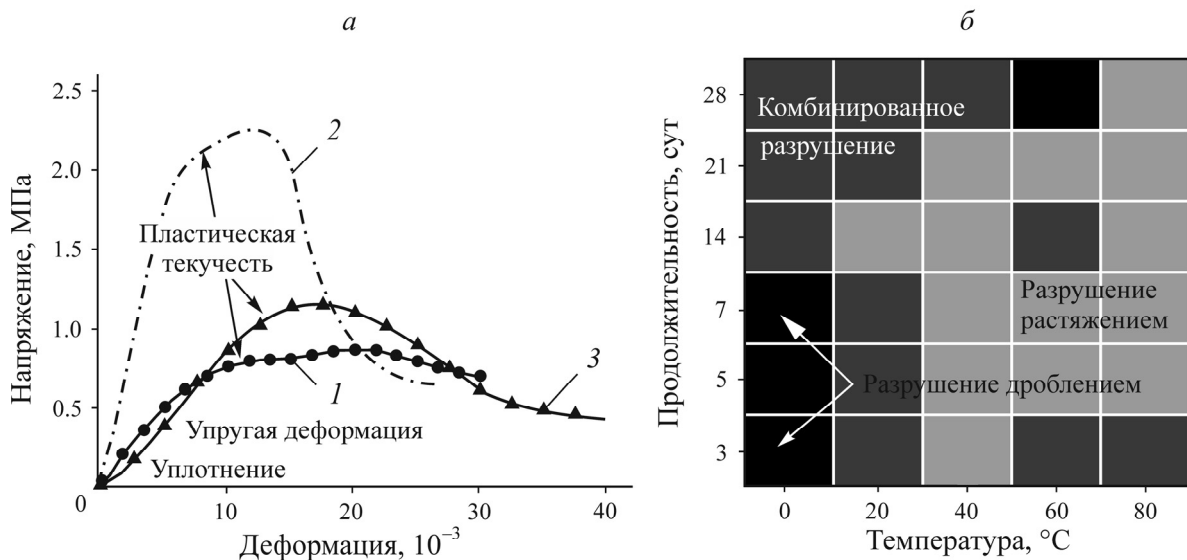 а
Напряжение, МПа
2.5
2.0
1.5
1.0
0.5
0
2
Пластическая
текучесть
1
3
Упругая деформация
Уплотнение
10
20
30
40
Деформация, 10⁻³
б
Продолжительность, сут
28
21
14
7
5
3
Комбинированное
разрушение
Разрушение
растяжением
Разрушение дроблением
0
20
40
60
80
Температура, °C